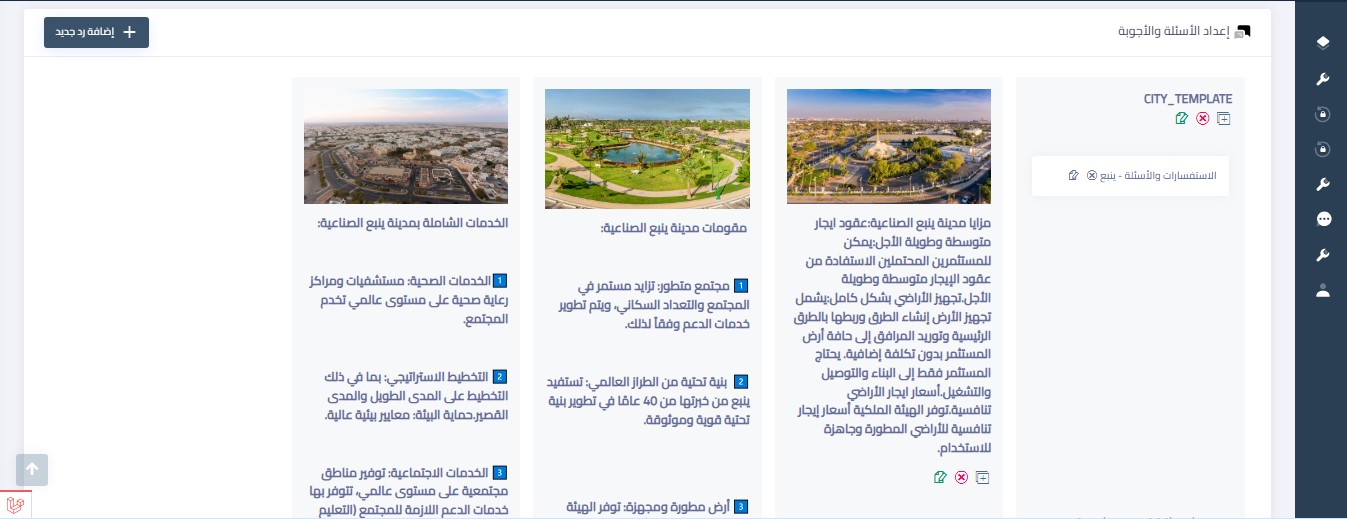 إعداد الأسئلة والأجوبة
إضافة رد جديد
CITY_TEMPLATE
الاستفسارات والأسئلة - ينبع
مزايا مدينة ينبع الصناعية:عقود ايجار
متوسطة وطويلة الأجل:يمكن
للمستثمرين المحتملين الاستفادة من
عقود الإيجار متوسطة وطويلة
الأجل.تجهيز الأراضي بشكل كامل:يشمل
تجهيز الأرض إنشاء الطرق وربطها بالطرق
الرئيسية وتوريد المرافق إلى حافة أرض
المستثمر بدون تكلفة إضافية. يحتاج
المستثمر فقط إلى البناء والتوصيل
والتشغيل.أسعار ايجار الأراضي
تنافسية.توفر الهيئة الملكية أسعار إيجار
تنافسية للأراضي المطورة وجاهزة
للاستخدام.
مقومات مدينة ينبع الصناعية:
1 مجتمع متطور: تزايد مستمر في
المجتمع والتعداد السكاني، ويتم تطوير
خدمات الدعم وفقاً لذلك.
2 بنية تحتية من الطراز العالمي: تستفيد
ينبع من خبرتها من 40 عامًا في تطوير بنية
تحتية قوية وموثوقة.
3 أرض مطورة ومجهزة: توفر الهيئة
الخدمات الشاملة بمدينة ينبع الصناعية:
1 الخدمات الصحية: مستشفيات ومراكز
رعاية صحية على مستوى عالمي تخدم
المجتمع.
2 التخطيط الاستراتيجي: بما في ذلك
التخطيط على المدى الطويل والمدى
القصير.حماية البيئة: معايير بيئية عالية.
3 الخدمات الاجتماعية: توفير مناطق
مجتمعية على مستوى عالمي، تتوفر بها
خدمات الدعم اللازمة للمجتمع (التعليم